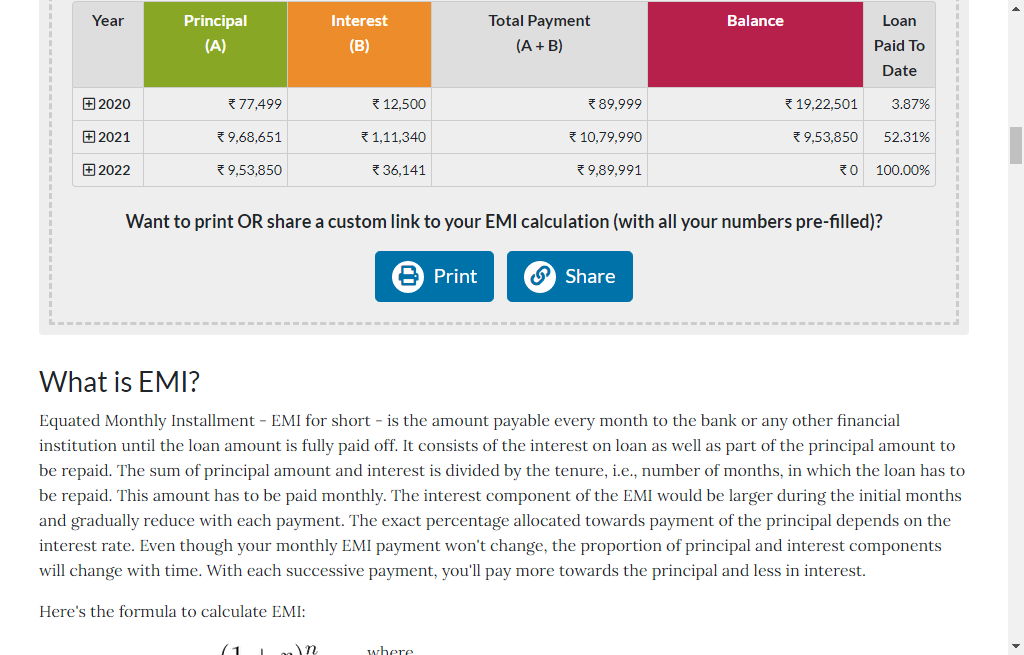 Year Principal Interest Total Payment Balance Loan
(A) (B) (A + B) Paid To
Date
2020 ₹ 77,499 ₹ 12,500 ₹ 89,999 ₹ 19,22,501 3.87%
2021 ₹ 9,68,651 ₹ 1,11,340 ₹ 10,79,990 ₹ 9,53,850 52.31%
2022 ₹ 9,53,850 ₹ 36,141 ₹ 9,89,991 ₹ 0 100.00%
Want to print OR share a custom link to your EMI calculation (with all your numbers pre-filled)?
Print Share
What is EMI?
Equated Monthly Installment - EMI for short - is the amount payable every month to the bank or any other financial
institution until the loan amount is fully paid off. It consists of the interest on loan as well as part of the principal amount to
be repaid. The sum of principal amount and interest is divided by the tenure, i.e., number of months, in which the loan has to
be repaid. This amount has to be paid monthly. The interest component of the EMI would be larger during the initial months
and gradually reduce with each payment. The exact percentage allocated towards payment of the principal depends on the
interest rate. Even though your monthly EMI payment won't change, the proportion of principal and interest components
will change with time. With each successive payment, you'll pay more towards the principal and less in interest.
Here's the formula to calculate EMI:
where